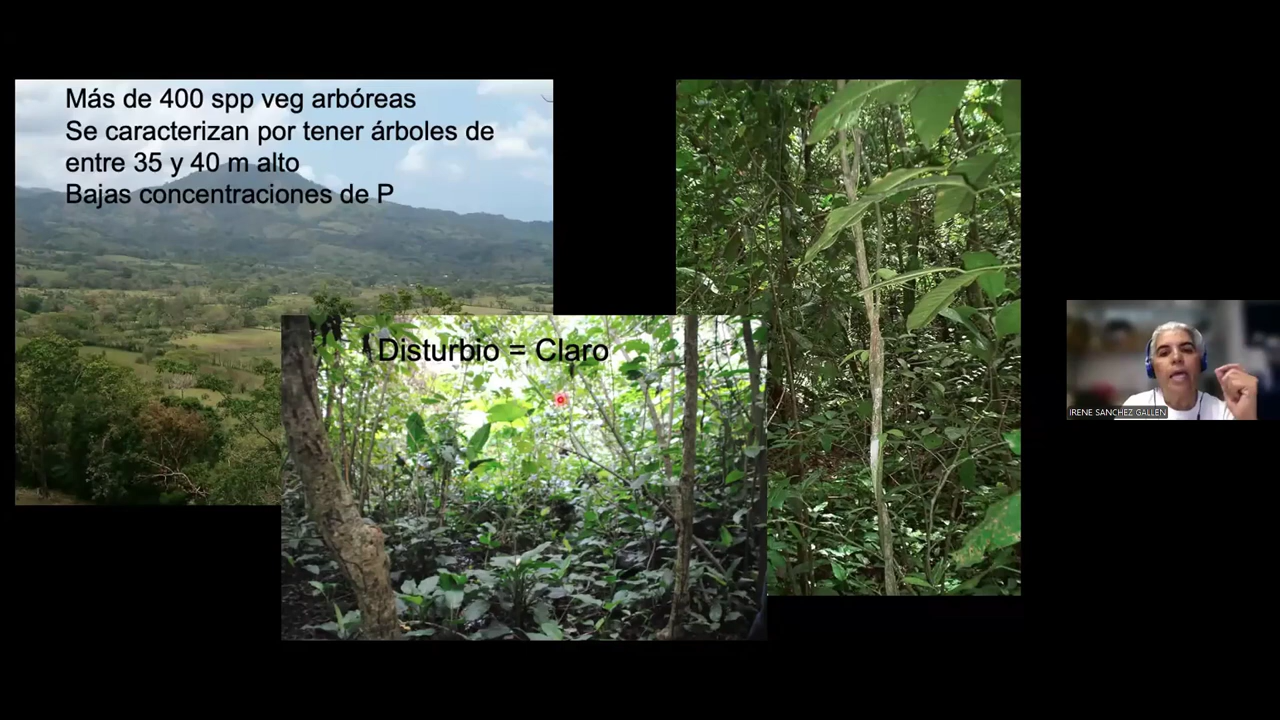 Más de 400 spp veg arbóreas
Se caracterizan por tener árboles de
entre 35 y 40 m alto
Bajas concentraciones de P
Disturbio = Claro
IRENE SANCHEZ GALLEN